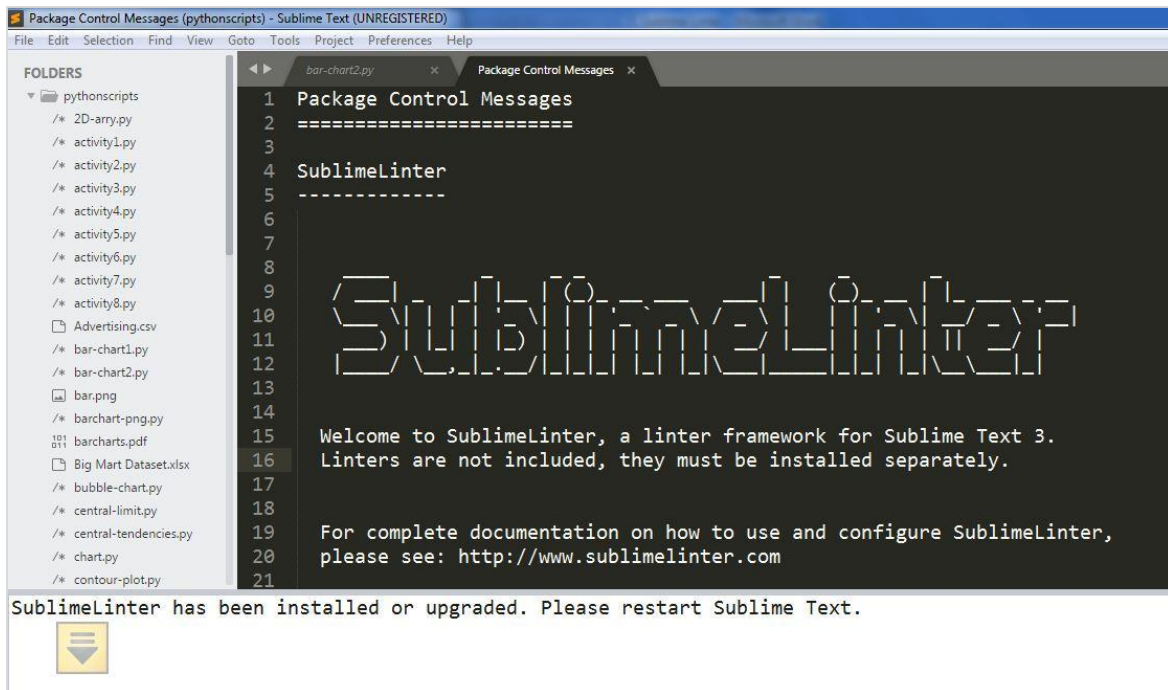 Package Control Messages (pythonscripts) - Sublime Text (UNREGISTERED)
File Edit Selection Find View Goto Tools Project Preferences Help
FOLDERS
pythonscripts
/* 2D-arry.py
/* activity1.py
/* activity2.py
/* activity3.py
/* activity4.py
/* activity5.py
/* activity6.py
/* activity7.py
/* activity8.py
Advertising.csv
/* bar-chart1.py
/* bar-chart2.py
bar.png
/* barchart-png.py
barcharts.pdf
Big Mart Dataset.xlsx
/* bubble-chart.py
/* central-limit.py
/* central-tendencies.py
/* chart.py
/* contour-plot.py
bar-chart2.py × Package Control Messages ×
1 Package Control Messages
2 ========================
3
4 SublimeLinter
5 -------------
6
7
8
9
10 SublimeLinter
11
12
13
14
15 Welcome to SublimeLinter, a linter framework for Sublime Text 3.
16 Linters are not included, they must be installed separately.
17
18
19 For complete documentation on how to use and configure SublimeLinter,
20 please see: http://www.sublimelinter.com
21
SublimeLinter has been installed or upgraded. Please restart Sublime Text.